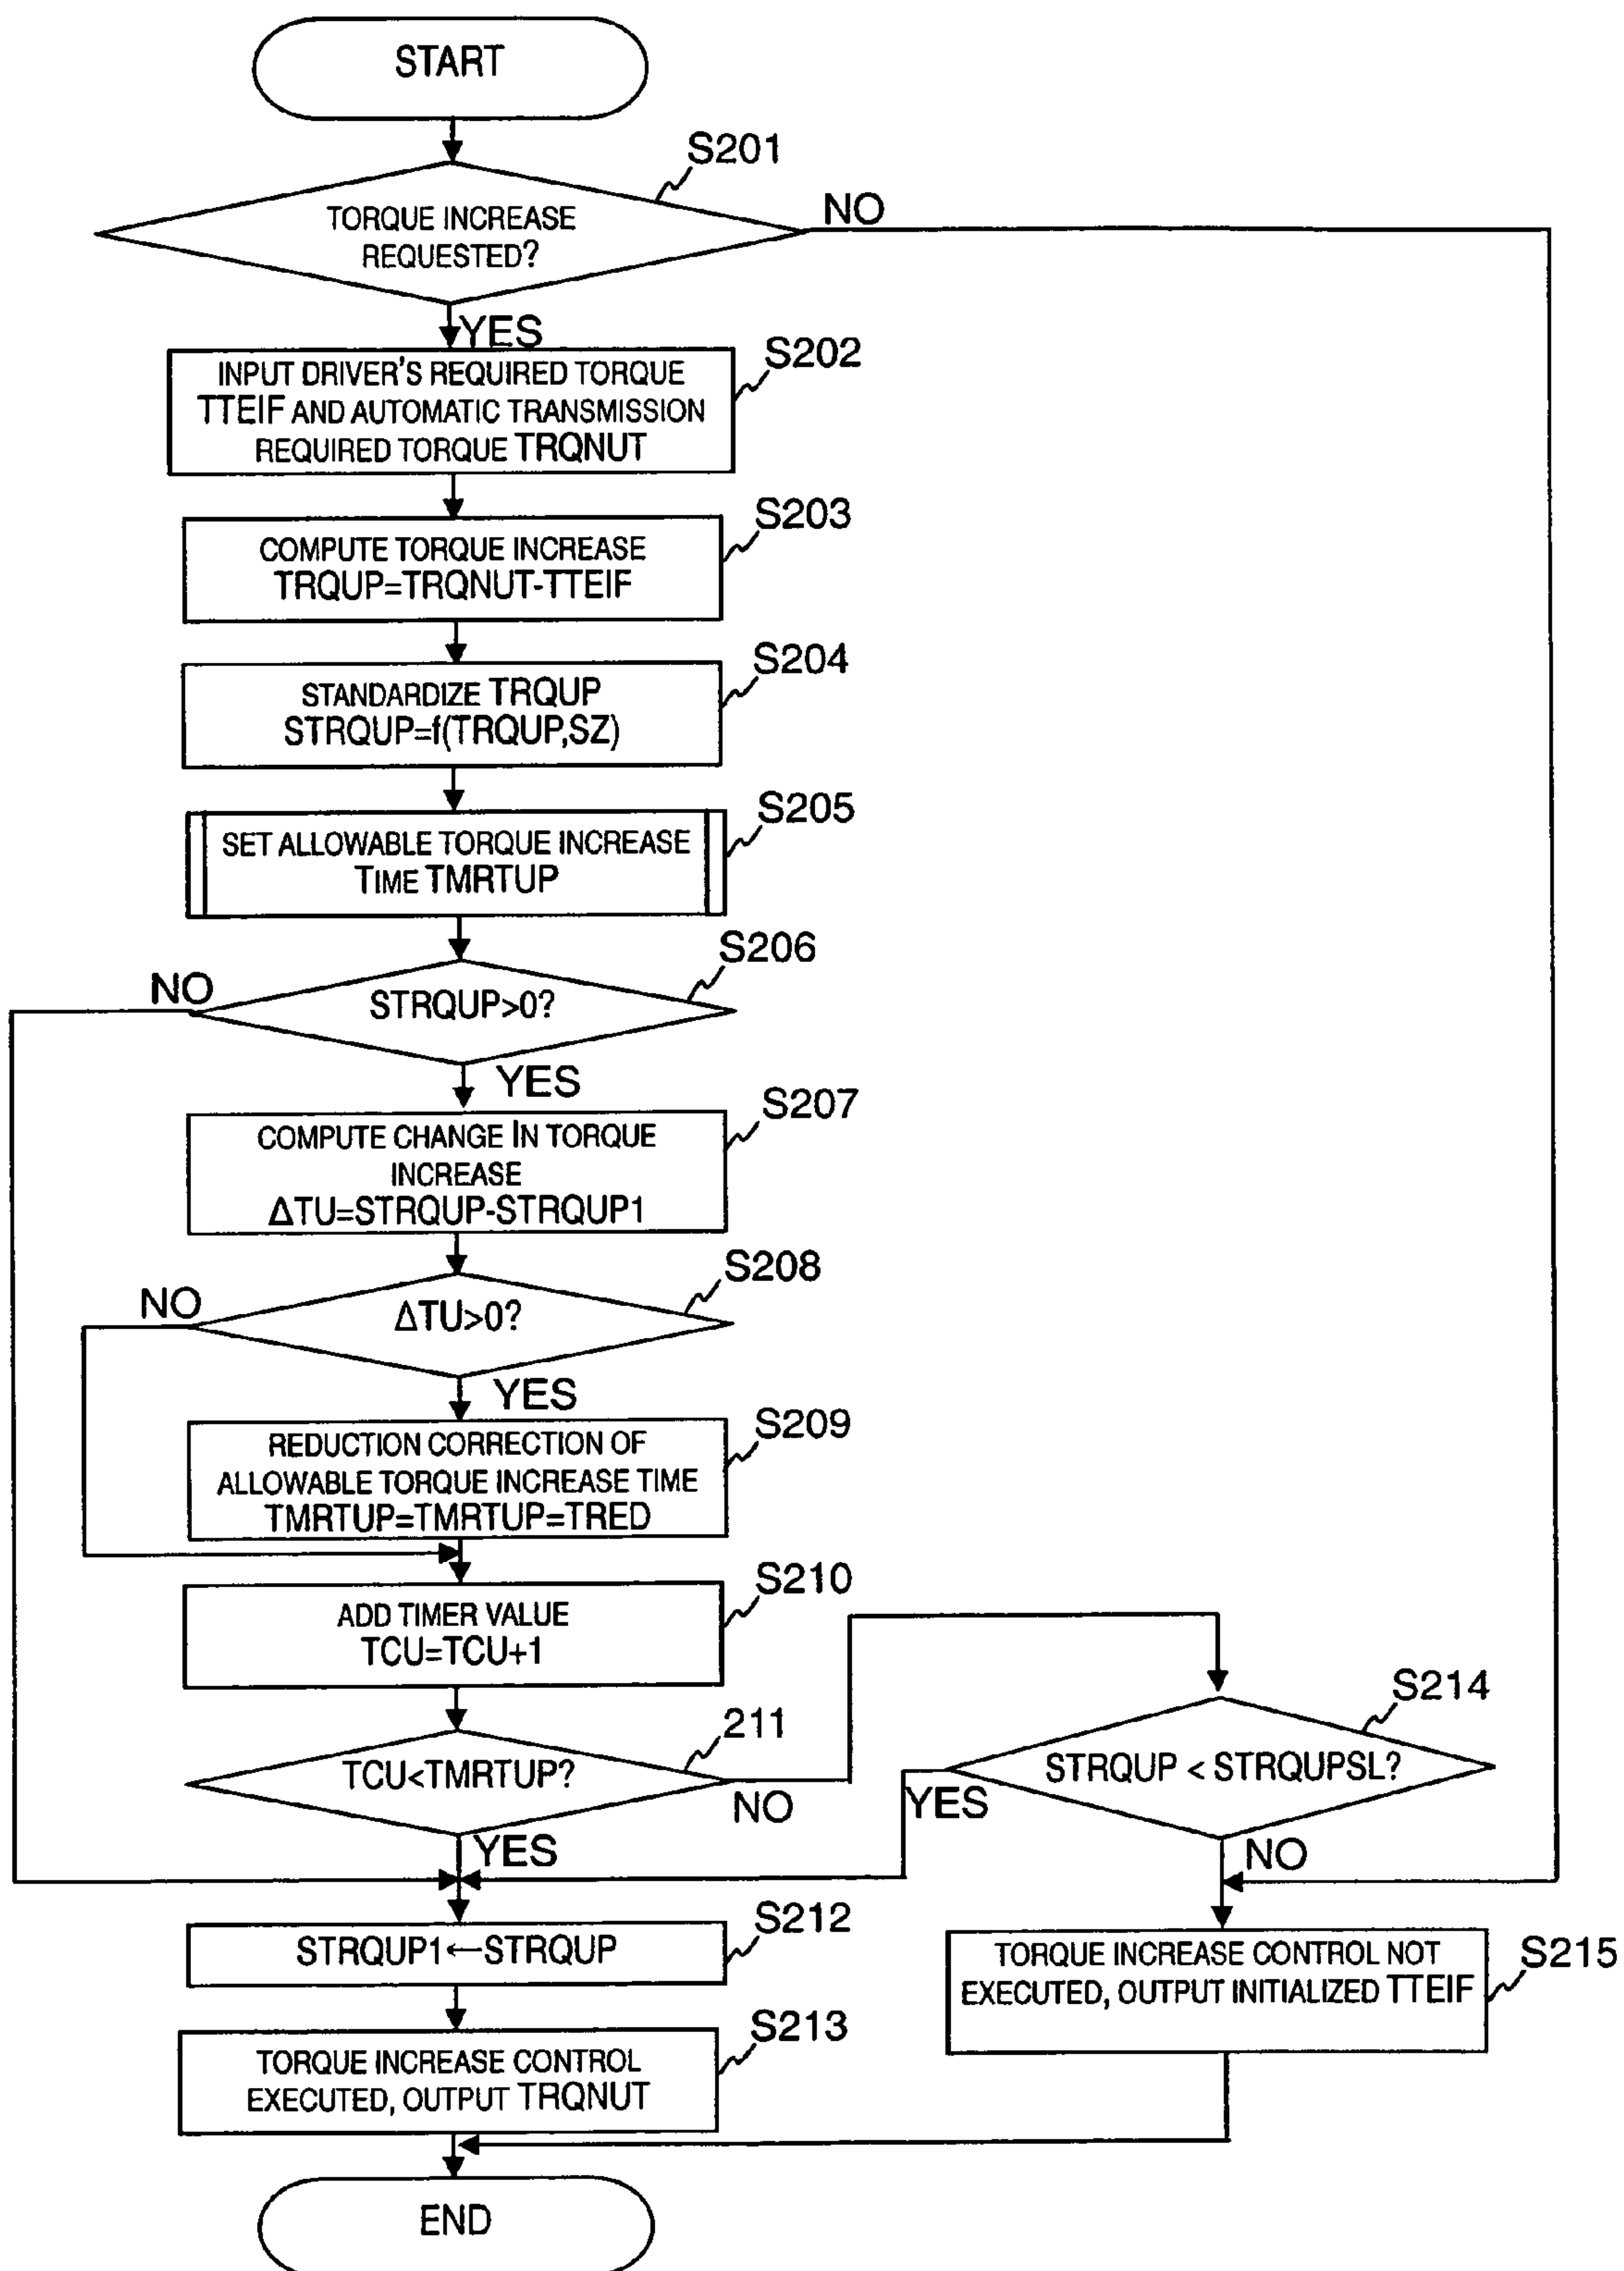 START
S201
TORQUE INCREASE
REQUESTED?
NO
YES
S202
INPUT DRIVER'S REQUIRED TORQUE
TTEIF AND AUTOMATIC TRANSMISSION
REQUIRED TORQUE TRQNUT
S203
COMPUTE TORQUE INCREASE
TRQUP=TRQNUT-TTEIF
S204
STANDARDIZE TRQUP
STRQUP=f(TRQUP,SZ)
S205
SET ALLOWABLE TORQUE INCREASE
TIME TMRTUP
S206
NO
STRQUP>0?
YES
S207
COMPUTE CHANGE IN TORQUE
INCREASE
ΔTU=STRQUP-STRQUP1
S208
NO
ΔTU>0?
YES
S209
REDUCTION CORRECTION OF
ALLOWABLE TORQUE INCREASE TIME
TMRTUP=TMRTUP=TRED
S210
ADD TIMER VALUE
TCU=TCU+1
211
TCU<TMRTUP?
NO
YES
S214
STRQUP < STRQUPSL?
YES
NO
S212
STRQUP1←STRQUP
S213
TORQUE INCREASE CONTROL
EXECUTED, OUTPUT TRQNUT
S215
TORQUE INCREASE CONTROL NOT
EXECUTED, OUTPUT INITIALIZED TTEIF
END